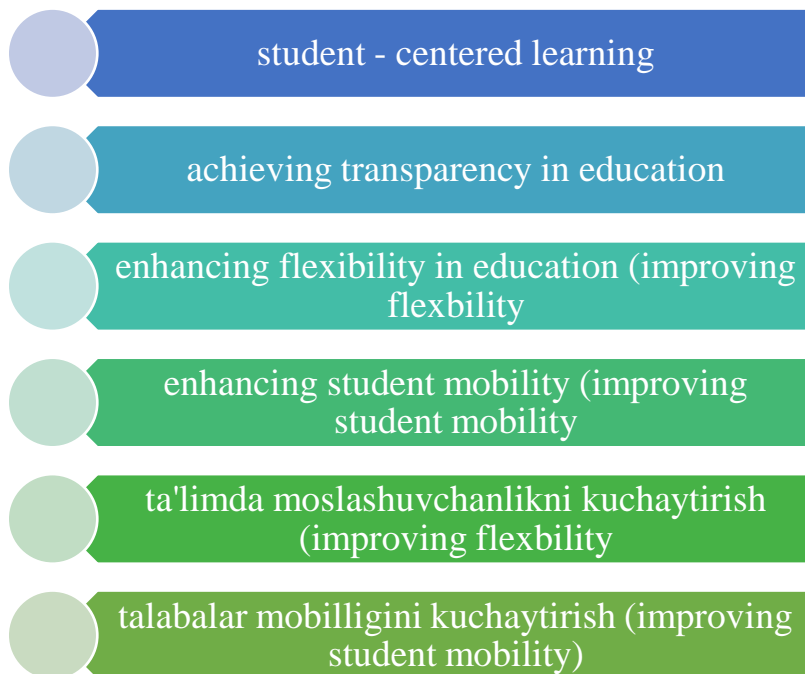 student - centered learning
achieving transparency in education
enhancing flexibility in education (improving
flexbility
enhancing student mobility (improving
student mobility
ta'limda moslashuvchanlikni kuchaytirish
(improving flexbility
talabalar mobilligini kuchaytirish (improving
student mobility)